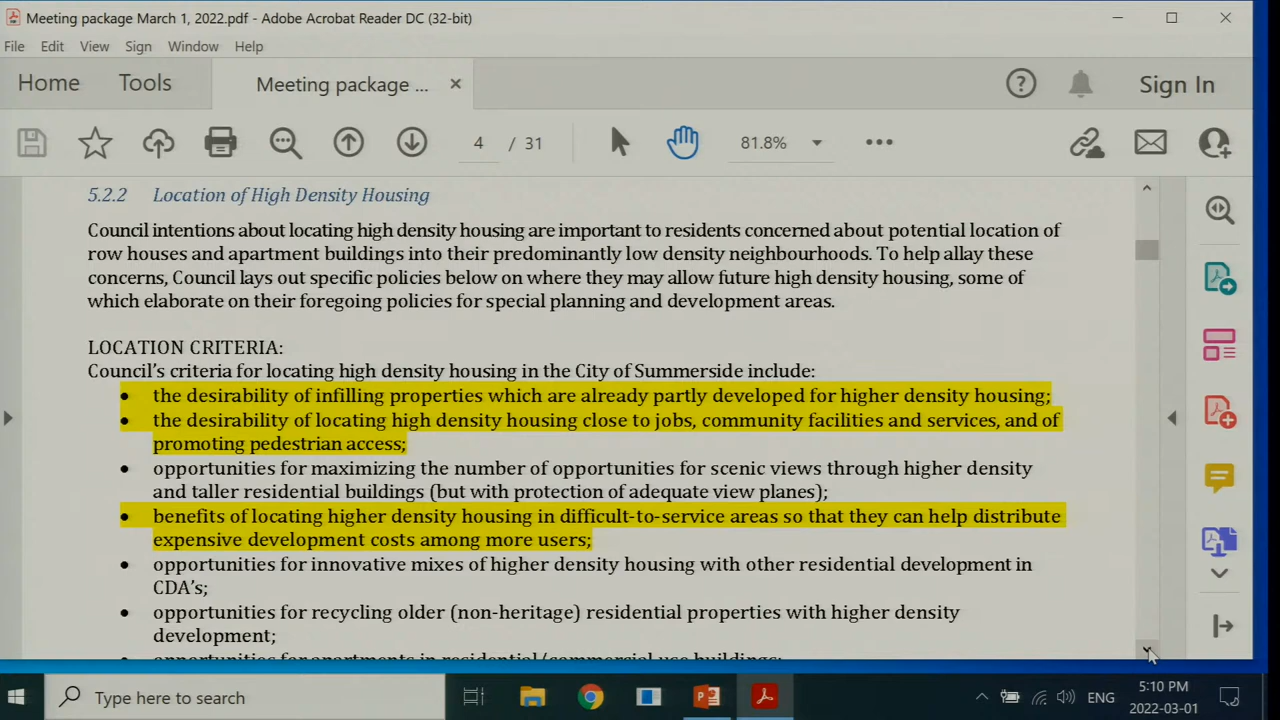 Meeting package March 1, 2022.pdf - Adobe Acrobat Reader DC (32-bit)
File Edit View Sign Window Help
Home Tools Meeting package ... × Sign In
4 / 31 81.8%
5.2.2 Location of High Density Housing
Council intentions about locating high density housing are important to residents concerned about potential location of
row houses and apartment buildings into their predominantly low density neighbourhoods. To help allay these
concerns, Council lays out specific policies below on where they may allow future high density housing, some of
which elaborate on their foregoing policies for special planning and development areas.
LOCATION CRITERIA:
Council’s criteria for locating high density housing in the City of Summerside include:
• the desirability of infilling properties which are already partly developed for higher density housing;
• the desirability of locating high density housing close to jobs, community facilities and services, and of
promoting pedestrian access;
• opportunities for maximizing the number of opportunities for scenic views through higher density
and taller residential buildings (but with protection of adequate view planes);
• benefits of locating higher density housing in difficult-to-service areas so that they can help distribute
expensive development costs among more users;
• opportunities for innovative mixes of higher density housing with other residential development in
CDA’s;
• opportunities for recycling older (non-heritage) residential properties with higher density
development;
• opportunities for apartments in residential/commercial use buildings;
Type here to search
ENG
5:10 PM
2022-03-01